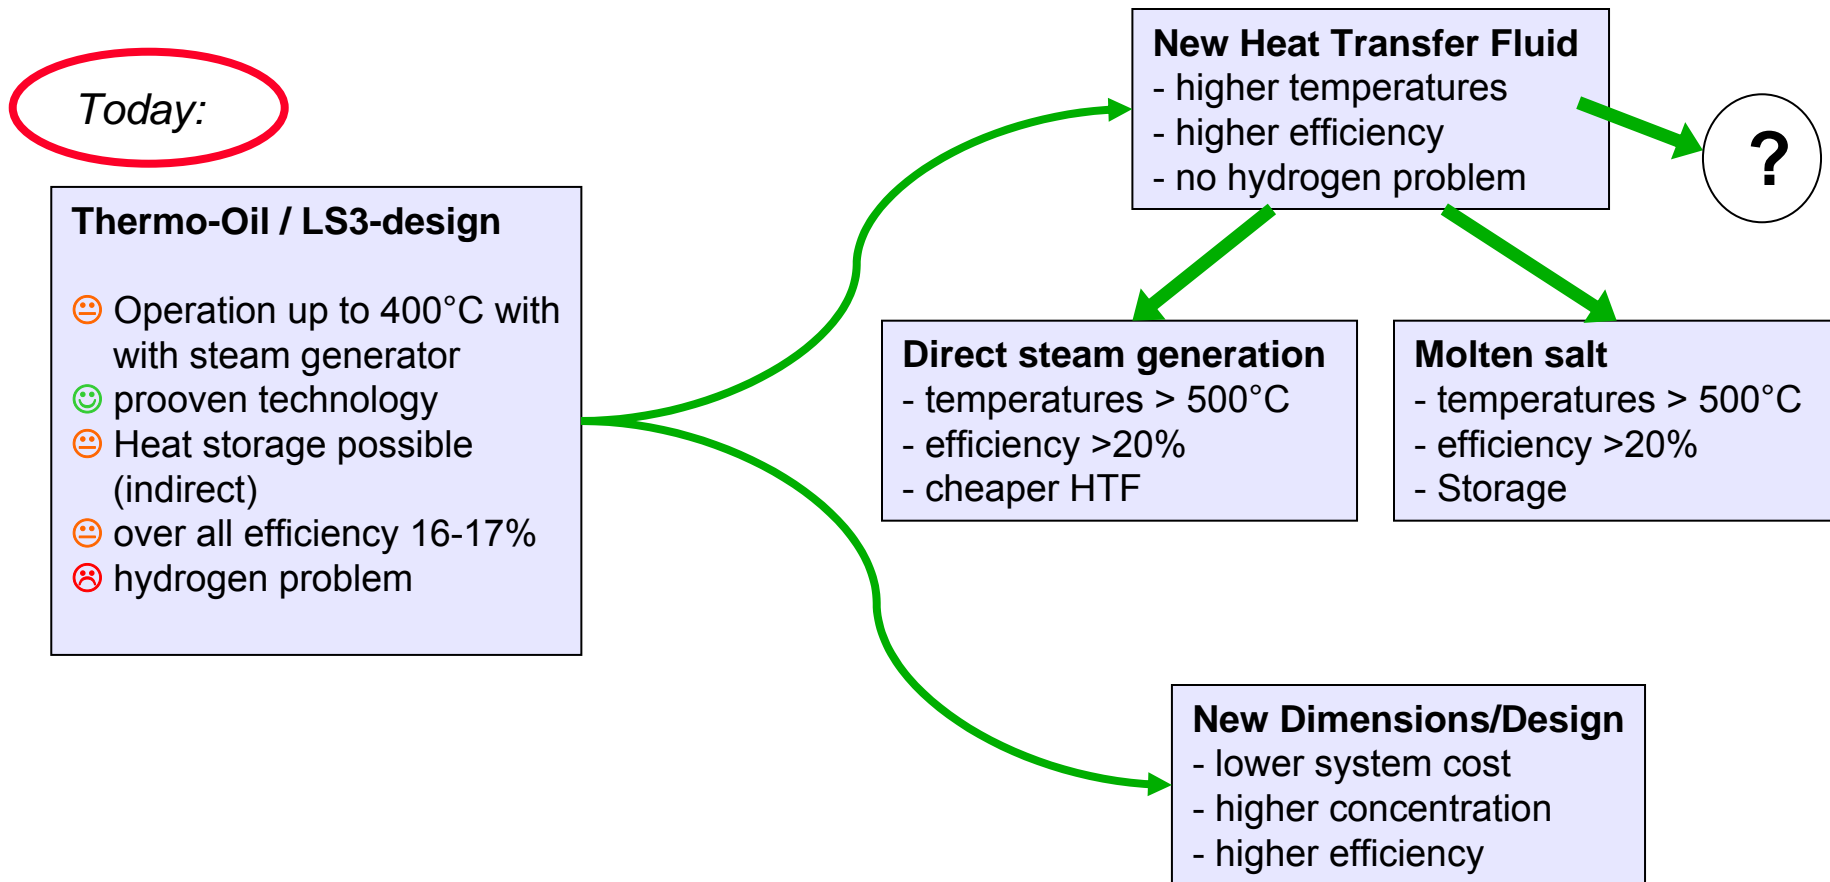 Today:
Thermo-Oil / LS3-design
Operation up to 400°C with
with steam generator
prooven technology
Heat storage possible
(indirect)
over all efficiency 16-17%
hydrogen problem
New Heat Transfer Fluid
- higher temperatures
- higher efficiency
- no hydrogen problem
?
Direct steam generation
- temperatures > 500°C
- efficiency >20%
- cheaper HTF
Molten salt
- temperatures > 500°C
- efficiency >20%
- Storage
New Dimensions/Design
- lower system cost
- higher concentration
- higher efficiency